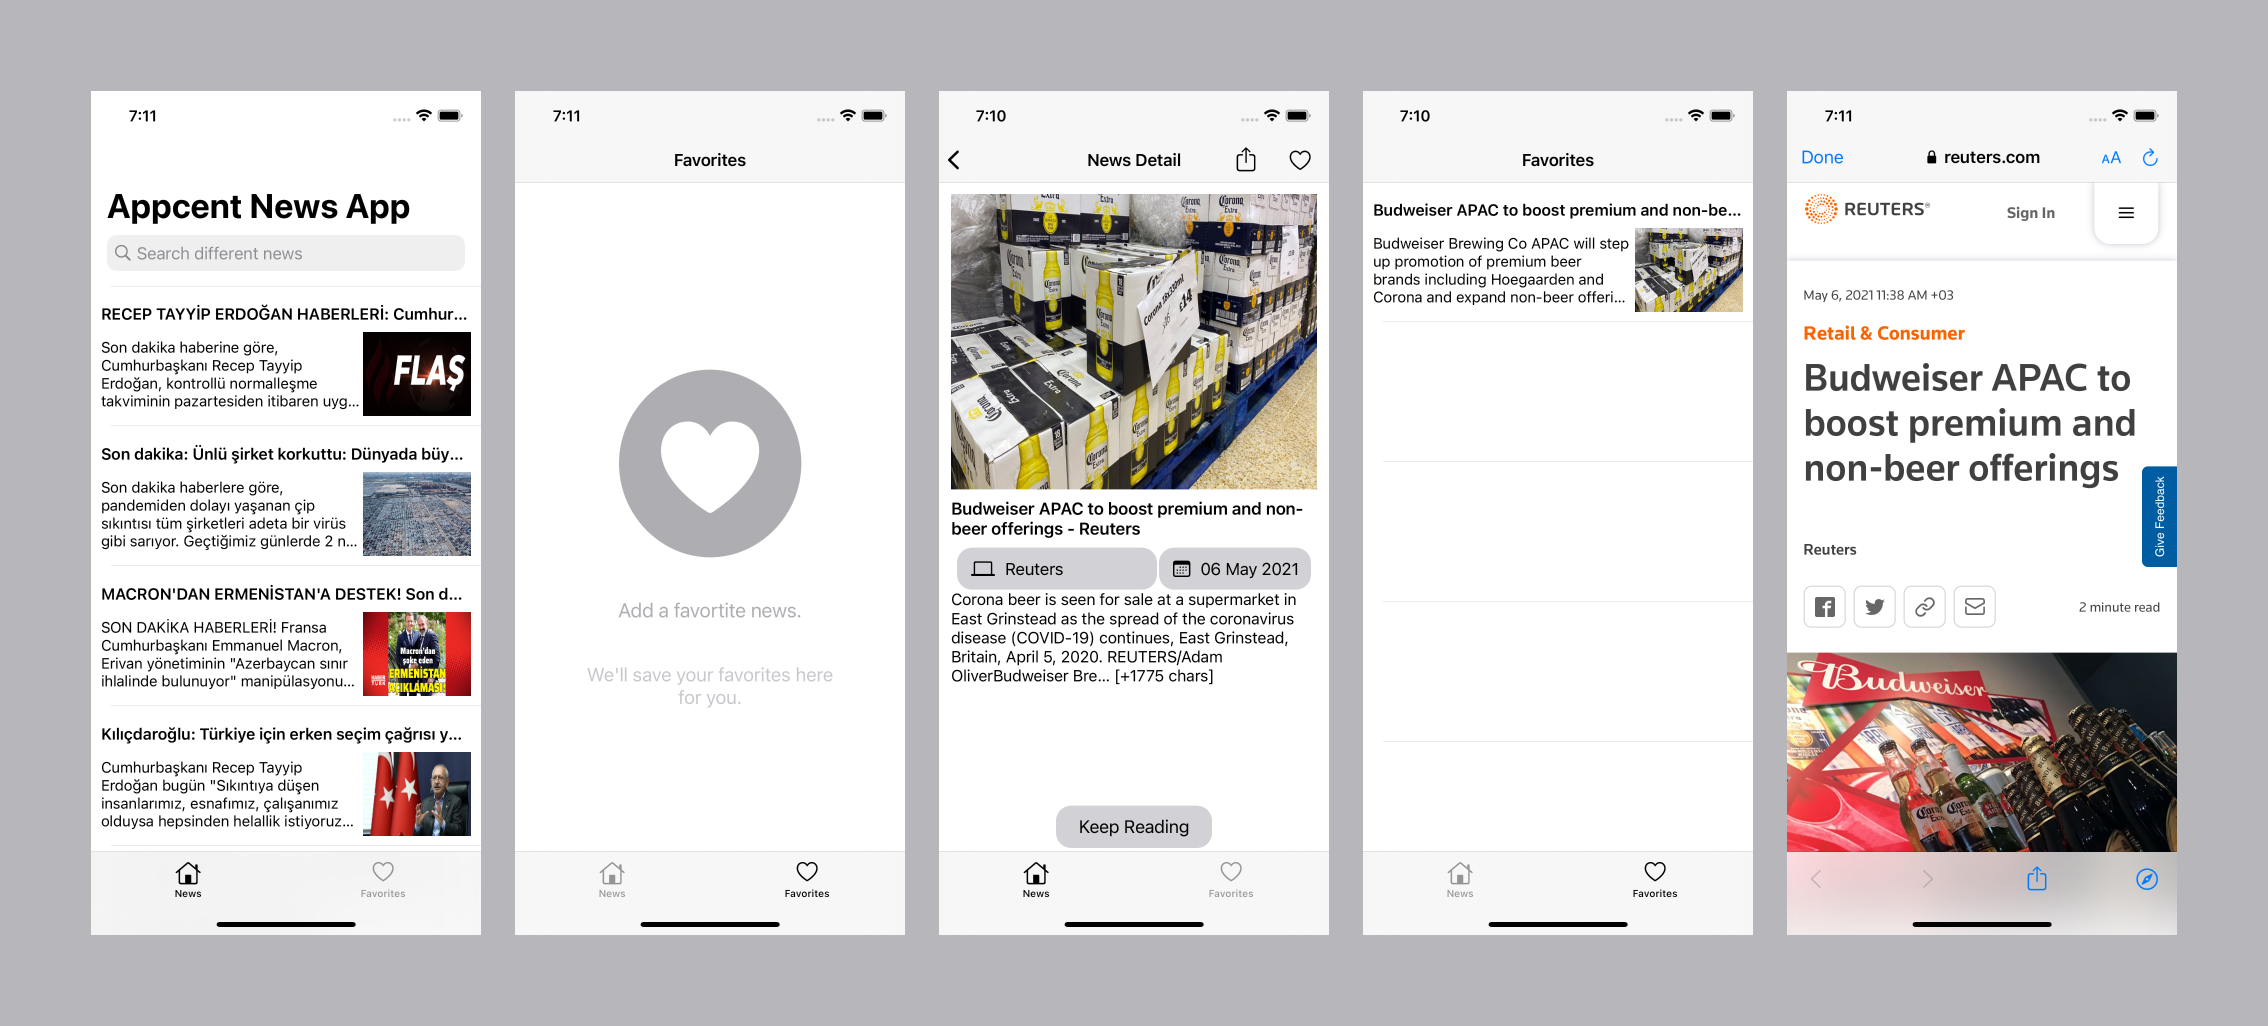 7:11
Appcent News App
Search different news
RECEP TAYYİP ERDOĞAN HABERLERİ: Cumhur...
Son dakika haberine göre,
Cumhurbaşkanı Recep Tayyip
Erdoğan, kontrollü normalleşme
takviminin pazartesiden itibaren uyg...
FLAŞ
Son dakika: Ünlü şirket korkuttu: Dünyada büy...
Son dakika haberlere göre,
pandemiden dolayı yaşanan çip
sıkıntısı tüm şirketleri adeta bir virüs
gibi sarıyor. Geçtiğimiz günlerde 2 n...
MACRON'DAN ERMENİSTAN'A DESTEK! Son d...
SON DAKİKA HABERLERİ! Fransa
Cumhurbaşkanı Emmanuel Macron,
Erivan yönetiminin "Azerbaycan sınır
ihlalinde bulunuyor" manipülasyonu...
Macron'dan
şoke eden
ERMENİSTAN
AÇIKLAMASI!
Kılıçdaroğlu: Türkiye için erken seçim çağrısı y...
Cumhurbaşkanı Recep Tayyip
Erdoğan bugün "Sıkıntıya düşen
insanlarımız, esnafımız, çalışanımız
olduysa hepsinden helallik istiyoruz...
News
Favorites
7:11
Favorites
Add a favortite news.
We'll save your favorites here
for you.
News
Favorites
7:10
News Detail
Corona
Extra
Corona 18x330ml
£14
Budweiser APAC to boost premium and non-
beer offerings - Reuters
Reuters
06 May 2021
Corona beer is seen for sale at a supermarket in
East Grinstead as the spread of the coronavirus
disease (COVID-19) continues, East Grinstead,
Britain, April 5, 2020. REUTERS/Adam
OliverBudweiser Bre... [+1775 chars]
Keep Reading
News
Favorites
7:10
Favorites
Budweiser APAC to boost premium and non-be...
Budweiser Brewing Co APAC will step
up promotion of premium beer
brands including Hoegaarden and
Corona and expand non-beer offeri...
News
Favorites
7:11
Done
reuters.com
AA
REUTERS®
Sign In
May 6, 2021 11:38 AM +03
Retail & Consumer
Budweiser APAC to
boost premium and
non-beer offerings
Give Feedback
Reuters
2 minute read
Budweiser